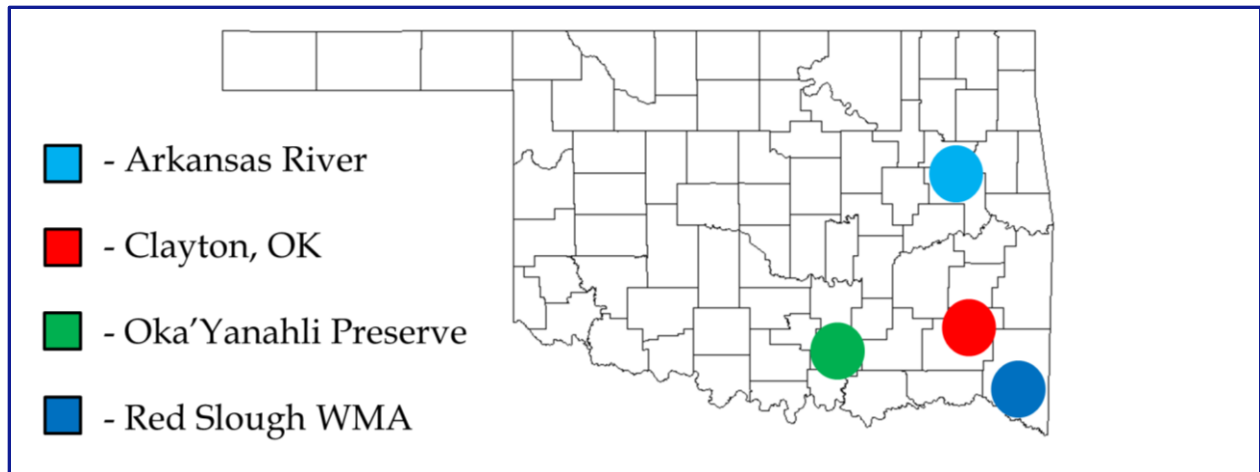 - Arkansas River
- Clayton, OK
- Oka’Yanahli Preserve
- Red Slough WMA